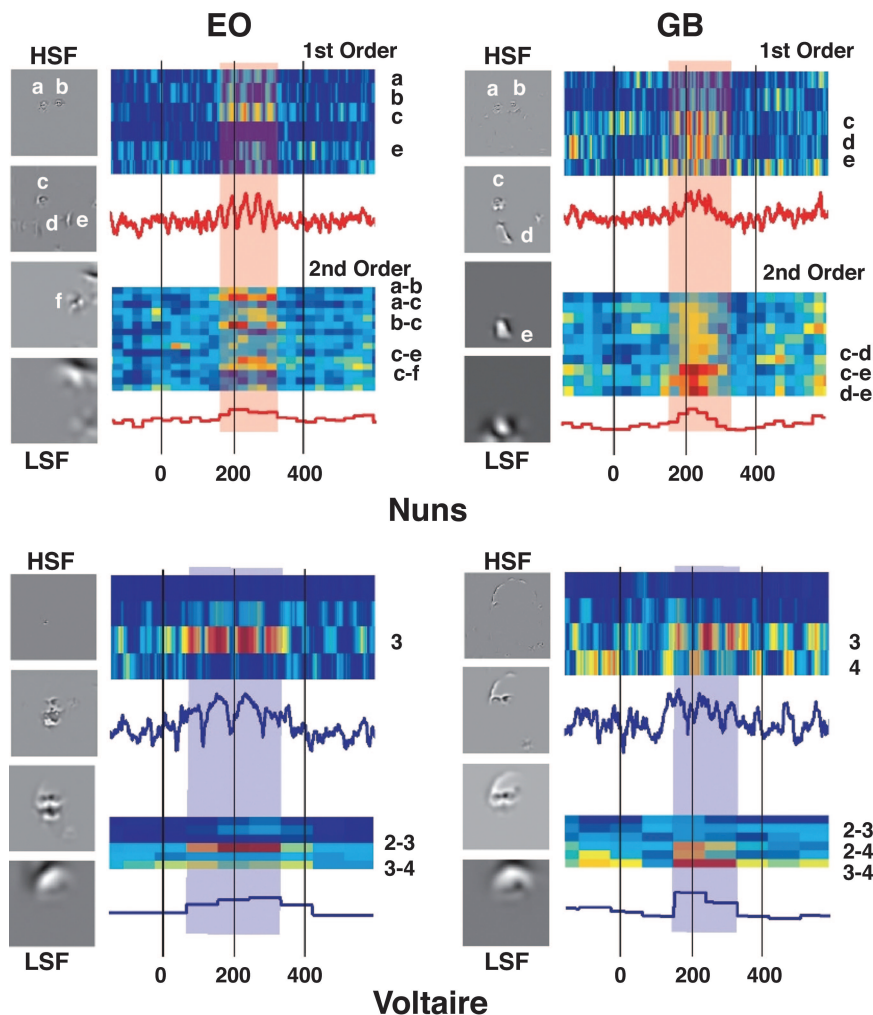 EO
GB
HSF
1st Order
a b
a
b
c
e
c
d e
2nd Order
f
a-b
a-c
b-c
c-e
c-f
LSF
0 200 400
HSF
1st Order
a b
c
d
e
c
d
2nd Order
e
c-d
c-e
d-e
LSF
0 200 400
Nuns
HSF
3
2-3
3-4
LSF
0 200 400
HSF
3
4
2-3
2-4
3-4
LSF
0 200 400
Voltaire